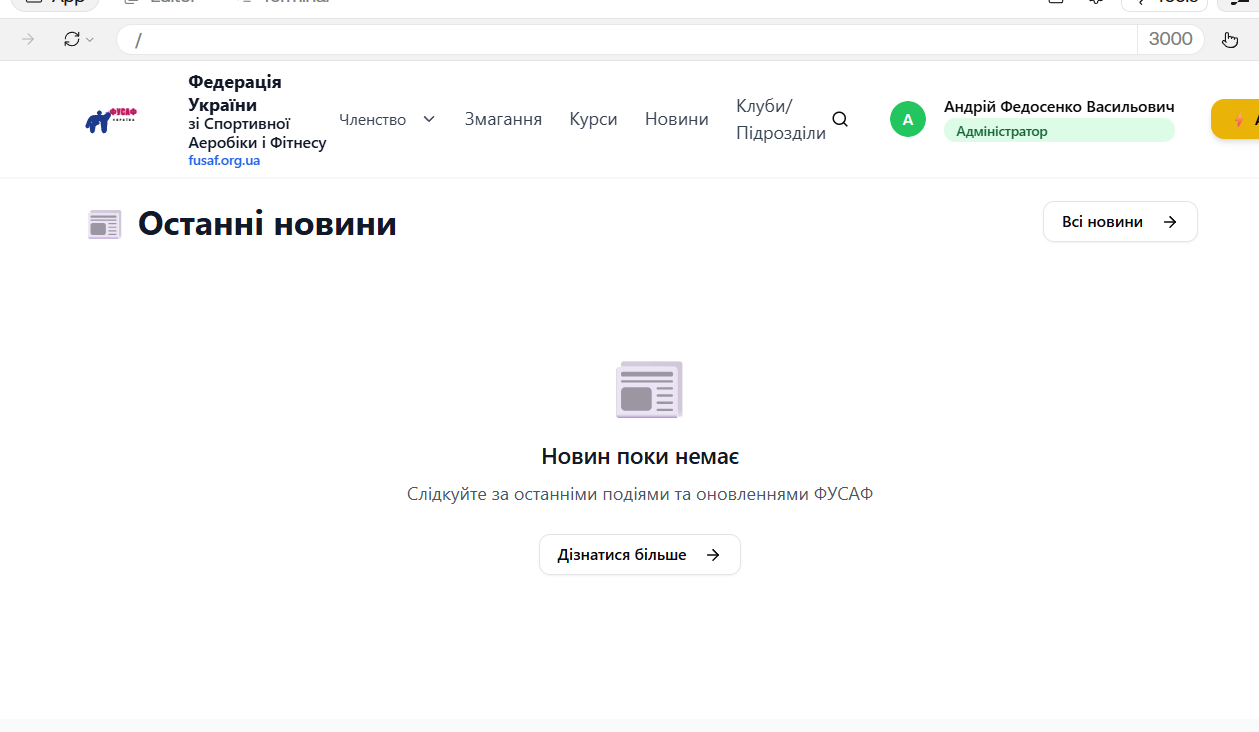 App Editor Terminal Tools
/ 3000
ФУСАФ
УКРАЇНА
Федерація
України
зі Спортивної
Аеробіки і Фітнесу
fusaf.org.ua
Членство
Змагання
Курси
Новини
Клуби/
Підрозділи
А
Андрій Федосенко Васильович
Адміністратор
Останні новини
Всі новини
Новин поки немає
Слідкуйте за останніми подіями та оновленнями ФУСАФ
Дізнатися більше